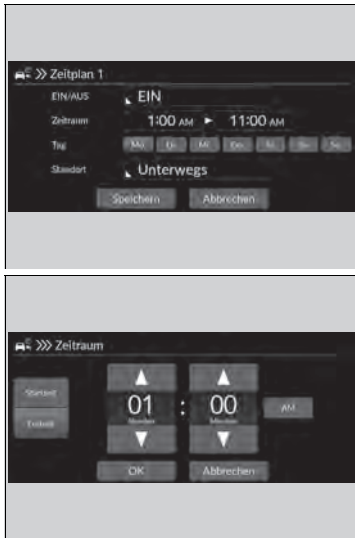 Zeitplan 1
EIN/AUS EIN
Zeitraum 1:00 AM ► 11:00 AM
Tag Mo. Di. Mi. Do. Fr. Sa. So.
Standort Unterwegs
Speichern Abbrechen
Zeitraum
Startzeit
Endzeit
01 : 00 AM
Stunden Minuten
OK Abbrechen